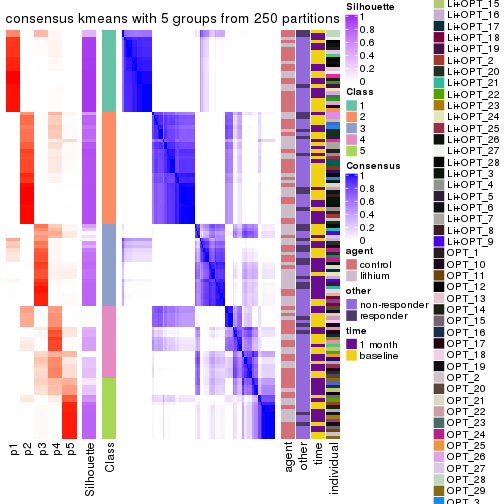 consensus kmeans with 5 groups from 250 partitions
p1
p2
p3
p4
p5
Silhouette
Class
agent
other
time
individual
Silhouette
1
0.8
0.6
0.4
0.2
0
Class
1
2
3
4
5
Consensus
1
0.8
0.6
0.4
0.2
0
agent
control
lithium
other
non-responder
responder
time
1 month
baseline
Li+OPT_15
Li+OPT_16
Li+OPT_17
Li+OPT_18
Li+OPT_19
Li+OPT_2
Li+OPT_20
Li+OPT_21
Li+OPT_22
Li+OPT_23
Li+OPT_24
Li+OPT_25
Li+OPT_26
Li+OPT_27
Li+OPT_28
Li+OPT_3
Li+OPT_4
Li+OPT_5
Li+OPT_6
Li+OPT_7
Li+OPT_8
Li+OPT_9
OPT_1
OPT_10
OPT_11
OPT_12
OPT_13
OPT_14
OPT_15
OPT_16
OPT_17
OPT_18
OPT_19
OPT_2
OPT_20
OPT_21
OPT_22
OPT_23
OPT_24
OPT_25
OPT_26
OPT_27
OPT_28
OPT_29
OPT_3